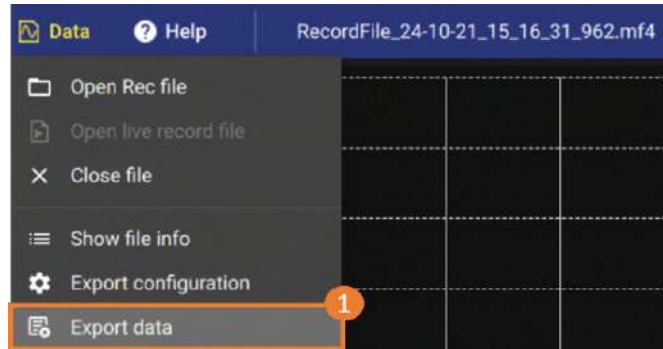 Data Help RecordFile_24-10-21_15_16_31_962.mf4
Open Rec file
Open live record file
Close file
Show file info
Export configuration
1
Export data